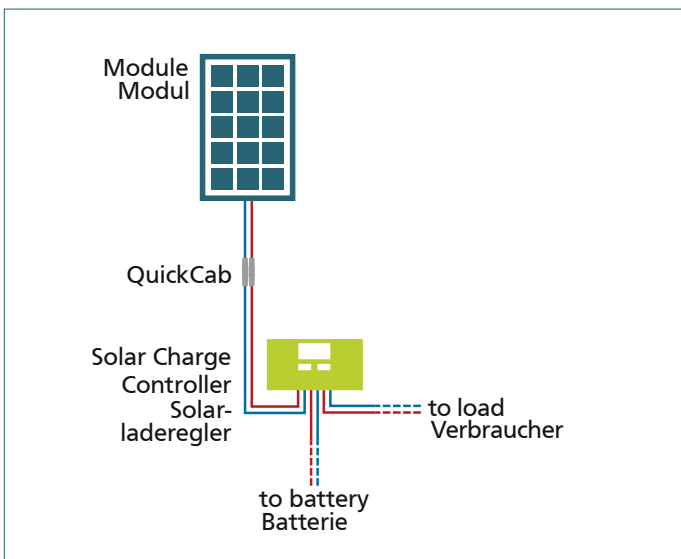 Module
Modul
QuickCab
Solar Charge
Controller
Solar-
laderegler
to load
Verbraucher
to battery
Batterie